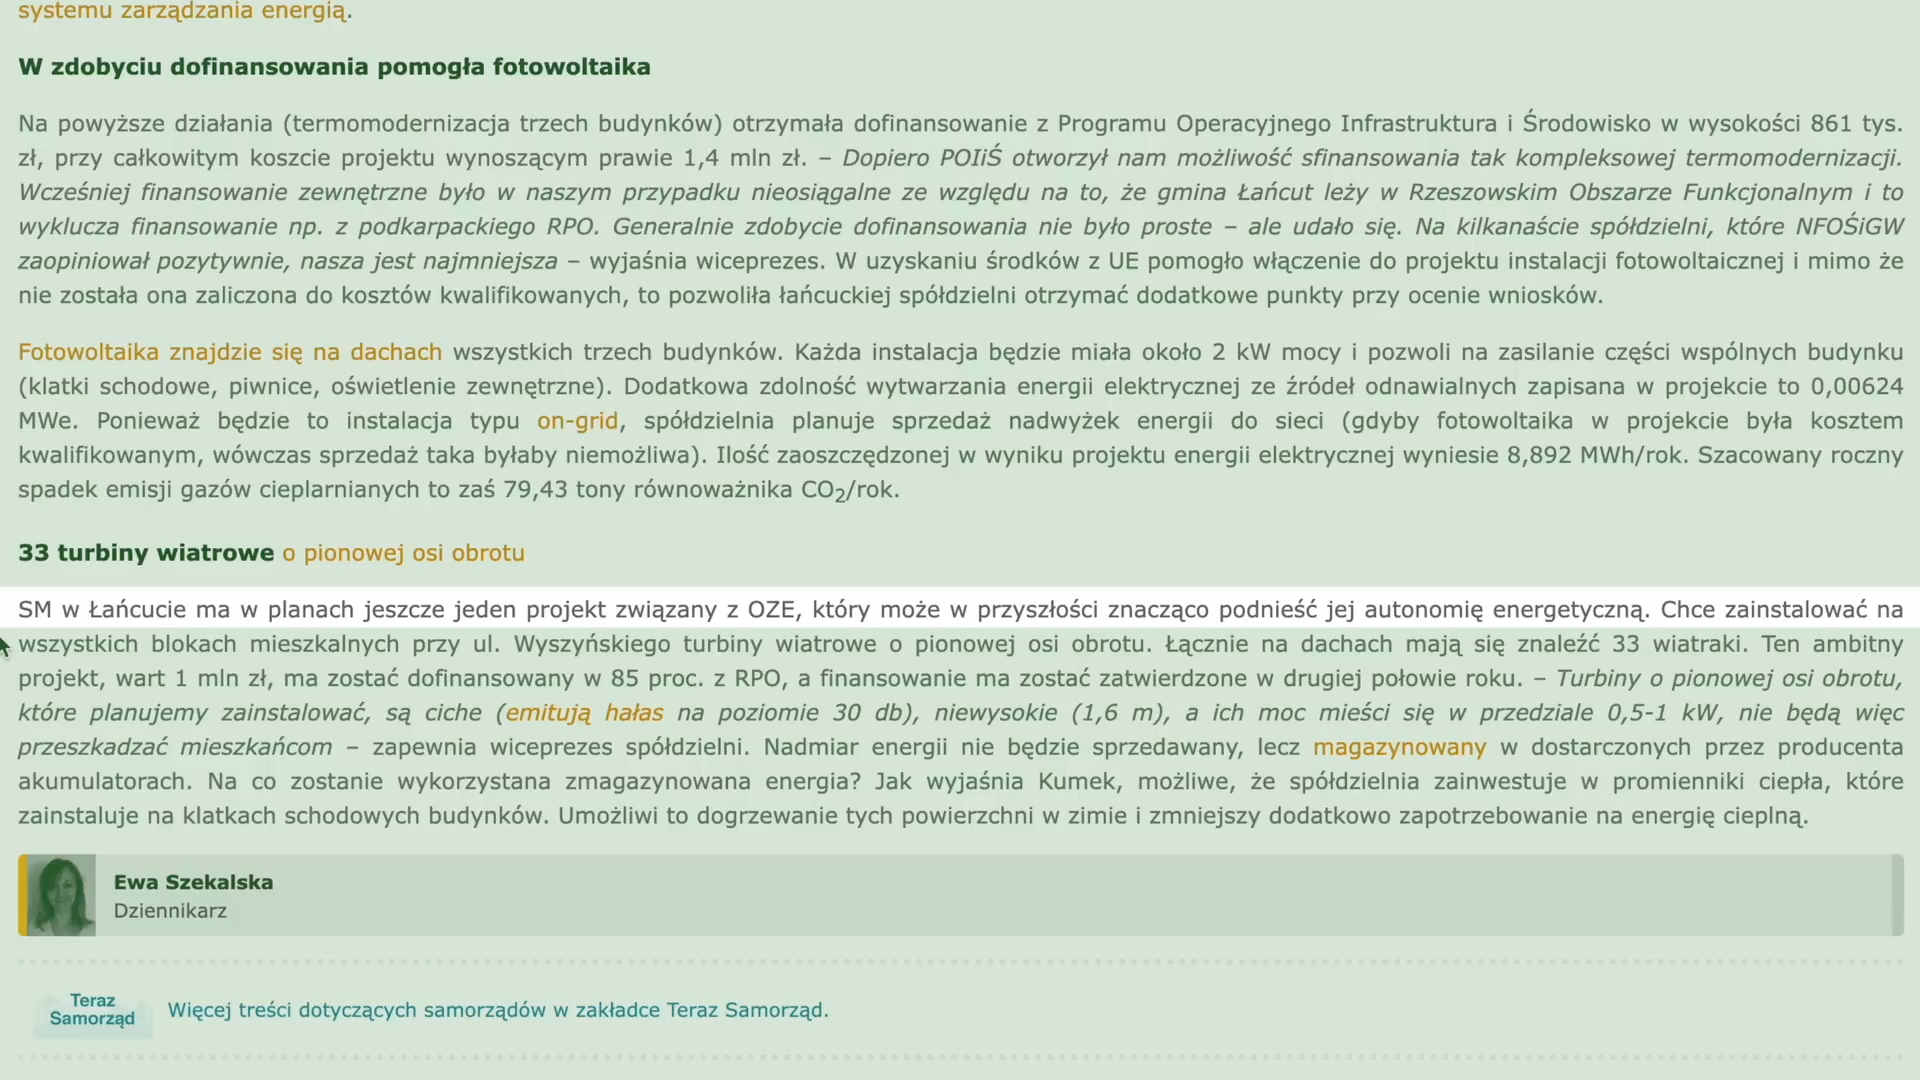 systemu zarządzania energią.
W zdobyciu dofinansowania pomogła fotowoltaika
Na powyższe działania (termomodernizacja trzech budynków) otrzymała dofinansowanie z Programu Operacyjnego Infrastruktura i Środowisko w wysokości 861 tys.
zł, przy całkowitym koszcie projektu wynoszącym prawie 1,4 mln zł. – Dopiero POIiŚ otworzył nam możliwość sfinansowania tak kompleksowej termomodernizacji.
Wcześniej finansowanie zewnętrzne było w naszym przypadku nieosiągalne ze względu na to, że gmina Łańcut leży w Rzeszowskim Obszarze Funkcjonalnym i to
wyklucza finansowanie np. z podkarpackiego RPO. Generalnie zdobycie dofinansowania nie było proste – ale udało się. Na kilkanaście spółdzielni, które NFOŚiGW
zaopiniował pozytywnie, nasza jest najmniejsza – wyjaśnia wiceprezes. W uzyskaniu środków z UE pomogło włączenie do projektu instalacji fotowoltaicznej i mimo że
nie została ona zaliczona do kosztów kwalifikowanych, to pozwoliła łańcuckiej spółdzielni otrzymać dodatkowe punkty przy ocenie wniosków.
Fotowoltaika znajdzie się na dachach wszystkich trzech budynków. Każda instalacja będzie miała około 2 kW mocy i pozwoli na zasilanie części wspólnych budynku
(klatki schodowe, piwnice, oświetlenie zewnętrzne). Dodatkowa zdolność wytwarzania energii elektrycznej ze źródeł odnawialnych zapisana w projekcie to 0,00624
MWe. Ponieważ będzie to instalacja typu on-grid, spółdzielnia planuje sprzedaż nadwyżek energii do sieci (gdyby fotowoltaika w projekcie była kosztem
kwalifikowanym, wówczas sprzedaż taka byłaby niemożliwa). Ilość zaoszczędzonej w wyniku projektu energii elektrycznej wyniesie 8,892 MWh/rok. Szacowany roczny
spadek emisji gazów cieplarnianych to zaś 79,43 tony równoważnika CO₂/rok.
33 turbiny wiatrowe o pionowej osi obrotu
SM w Łańcucie ma w planach jeszcze jeden projekt związany z OZE, który może w przyszłości znacząco podnieść jej autonomię energetyczną. Chce zainstalować na
wszystkich blokach mieszkalnych przy ul. Wyszyńskiego turbiny wiatrowe o pionowej osi obrotu. Łącznie na dachach mają się znaleźć 33 wiatraki. Ten ambitny
projekt, wart 1 mln zł, ma zostać dofinansowany w 85 proc. z RPO, a finansowanie ma zostać zatwierdzone w drugiej połowie roku. – Turbiny o pionowej osi obrotu,
które planujemy zainstalować, są ciche (emitują hałas na poziomie 30 db), niewysokie (1,6 m), a ich moc mieści się w przedziale 0,5-1 kW, nie będą więc
przeszkadzać mieszkańcom – zapewnia wiceprezes spółdzielni. Nadmiar energii nie będzie sprzedawany, lecz magazynowany w dostarczonych przez producenta
akumulatorach. Na co zostanie wykorzystana zmagazynowana energia? Jak wyjaśnia Kumek, możliwe, że spółdzielnia zainwestuje w promienniki ciepła, które
zainstaluje na klatkach schodowych budynków. Umożliwi to dogrzewanie tych powierzchni w zimie i zmniejszy dodatkowo zapotrzebowanie na energię cieplną.
Ewa Szekalska
Dziennikarz
Teraz
Samorząd
Więcej treści dotyczących samorządów w zakładce Teraz Samorząd.